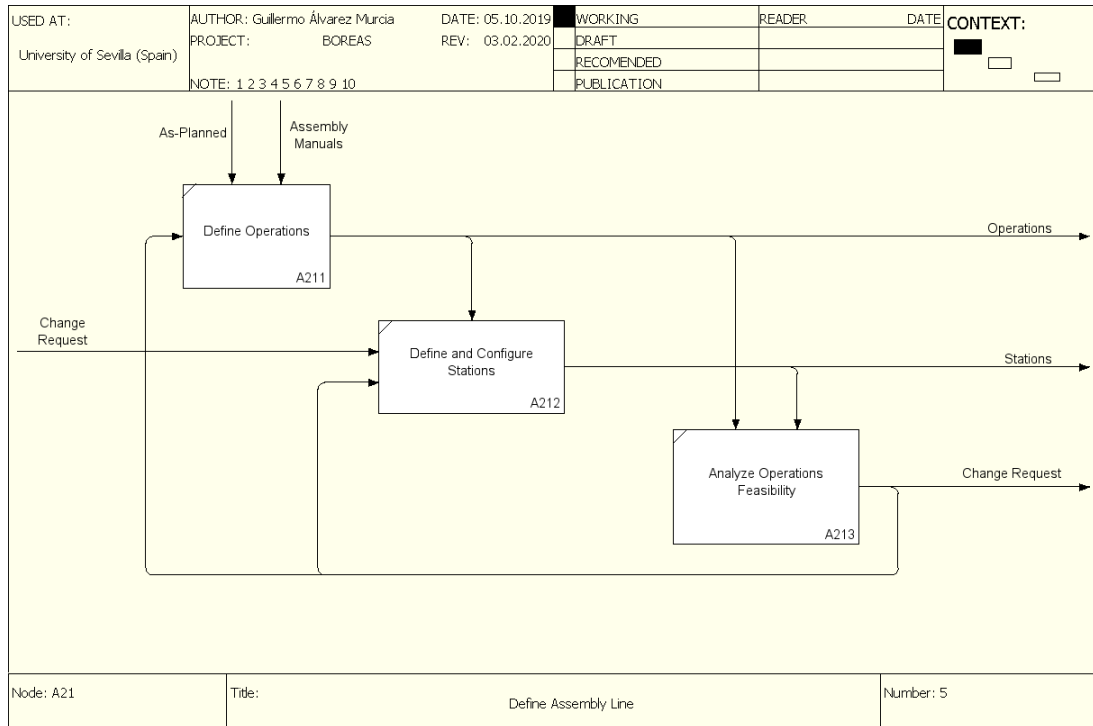 USED AT:
University of Sevilla (Spain)
AUTHOR: Guillermo Álvarez Murcia
DATE: 05.10.2019
PROJECT: BOREAS
REV: 03.02.2020
NOTE: 1 2 3 4 5 6 7 8 9 10
WORKING
DRAFT
RECOMENDED
PUBLICATION
READER
DATE
CONTEXT:
As-Planned
Assembly
Manuals
Define Operations
A211
Operations
Change
Request
Define and Configure
Stations
A212
Stations
Analyze Operations
Feasibility
A213
Change Request
Node: A21
Title:
Define Assembly Line
Number: 5